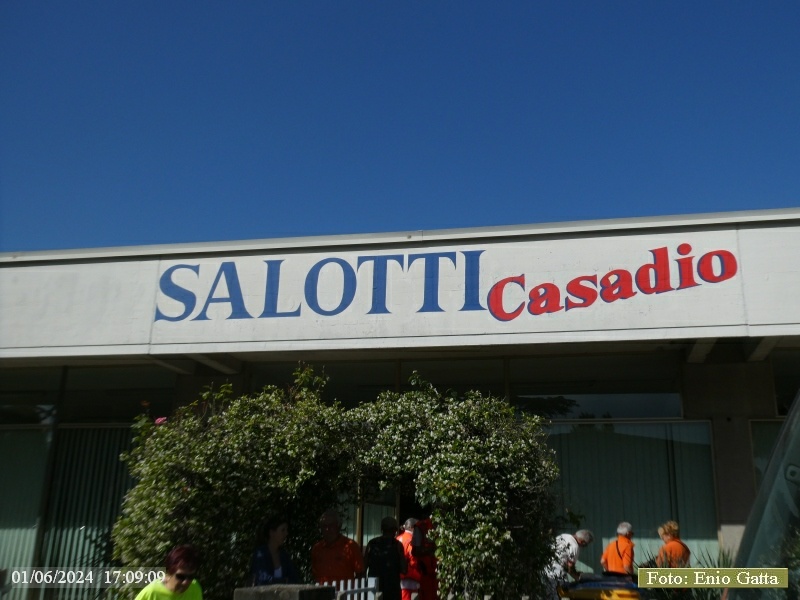 SALOTTI Casadio
01/06/2024 17:09:09
Foto: Enio Gatta